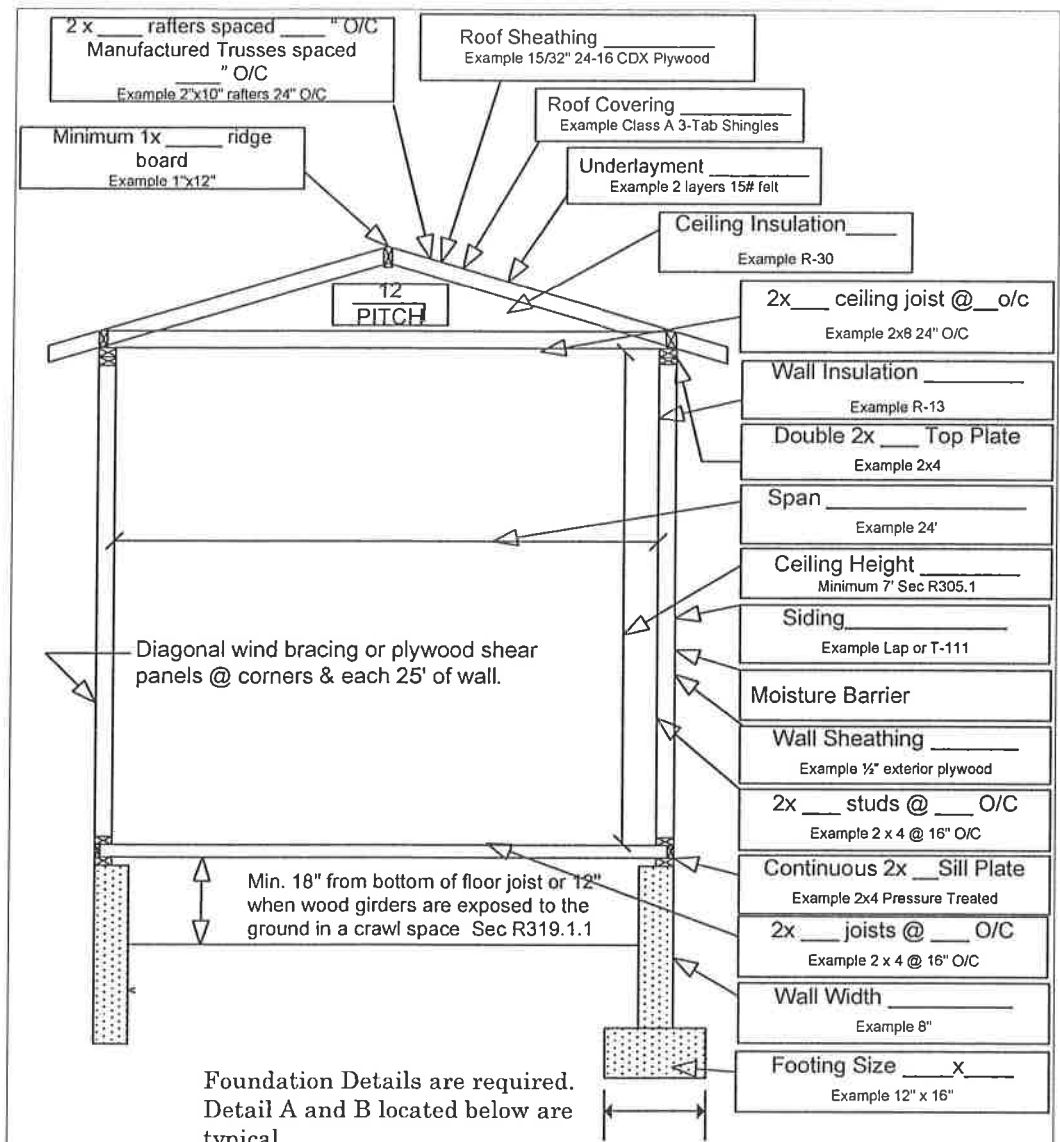 2 x ____ rafters spaced ____ " O/C
Manufactured Trusses spaced
____" O/C
Example 2"x10" rafters 24" O/C
Roof Sheathing ________
Example 15/32" 24-16 CDX Plywood
Roof Covering ________
Example Class A 3-Tab Shingles
Minimum 1x _____ ridge
board
Example 1"x12"
Underlayment ________
Example 2 layers 15# felt
Ceiling Insulation____
Example R-30
12
PITCH
2x___ ceiling joist @__o/c
Example 2x8 24" O/C
Wall Insulation ________
Example R-13
Double 2x ___ Top Plate
Example 2x4
Span ________________
Example 24'
Ceiling Height ________
Minimum 7' Sec R305.1
Siding_____________
Example Lap or T-111
Diagonal wind bracing or plywood shear
panels @ corners & each 25' of wall.
Moisture Barrier
Wall Sheathing _______
Example ½" exterior plywood
2x ___ studs @ ___ O/C
Example 2 x 4 @ 16" O/C
Continuous 2x __Sill Plate
Example 2x4 Pressure Treated
Min. 18" from bottom of floor joist or 12"
when wood girders are exposed to the
ground in a crawl space Sec R319.1.1
2x ___ joists @ ___ O/C
Example 2 x 4 @ 16" O/C
Wall Width __________
Example 8"
Footing Size ____x____
Example 12" x 16"
Foundation Details are required.
Detail A and B located below are
typical